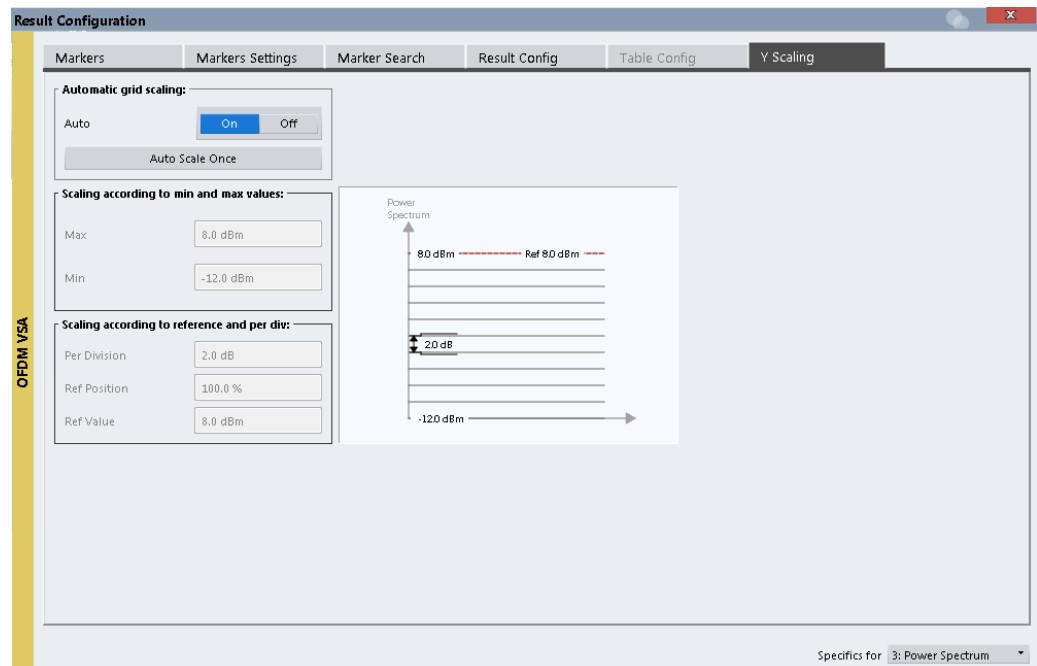 Result Configuration
X
Markers
Markers Settings
Marker Search
Result Config
Table Config
Y Scaling
OFDM VSA
Automatic grid scaling:
Auto
On
Off
Auto Scale Once
Scaling according to min and max values:
Max
8.0 dBm
Min
-12.0 dBm
Scaling according to reference and per div:
Per Division
2.0 dB
Ref Position
100.0 %
Ref Value
8.0 dBm
Power
Spectrum
8.0 dBm
Ref 8.0 dBm
2.0 dB
-12.0 dBm
Specifics for
3: Power Spectrum